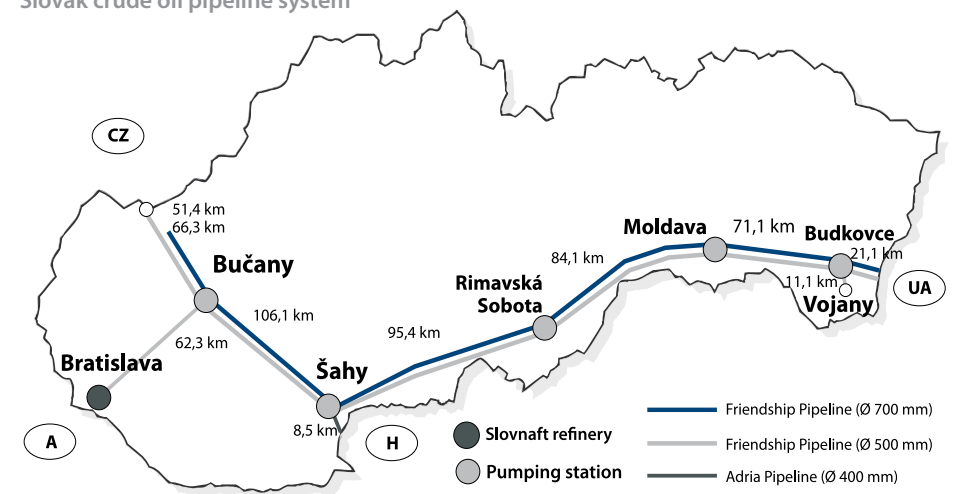 Slovak crude oil pipeline system
CZ
51,4 km
66,3 km
Bučany
106,1 km
62,3 km
Bratislava
Šahy
8,5 km
95,4 km
Rimavská
Sobota
84,1 km
Moldava
71,1 km
Budkovce
21,1 km
11,1 km
Vojany
UA
A
H
Slovnaft refinery
Pumping station
Friendship Pipeline (Ø 700 mm)
Friendship Pipeline (Ø 500 mm)
Adria Pipeline (Ø 400 mm)